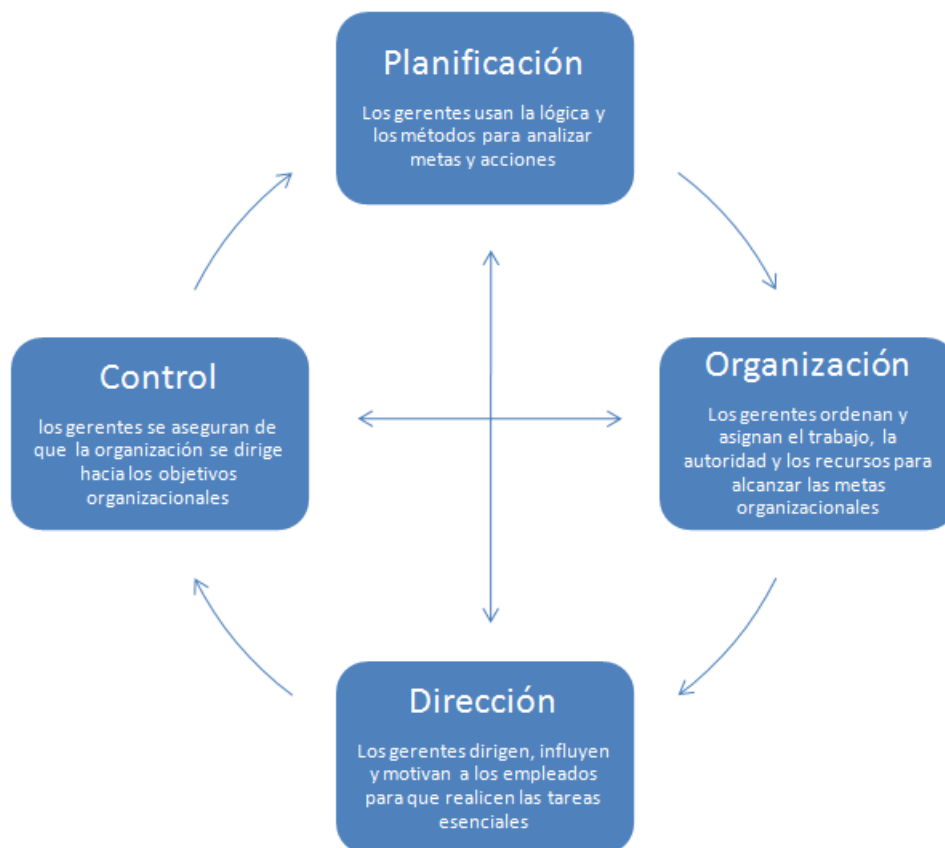 Planificación
Los gerentes usan la lógica y
los métodos para analizar
metas y acciones
Control
los gerentes se aseguran de
que la organización se dirige
hacia los objetivos
organizacionales
Organización
Los gerentes ordenan y
asignan el trabajo, la
autoridad y los recursos para
alcanzar las metas
organizacionales
Dirección
Los gerentes dirigen, influyen
y motivan a los empleados
para que realicen las tareas
esenciales